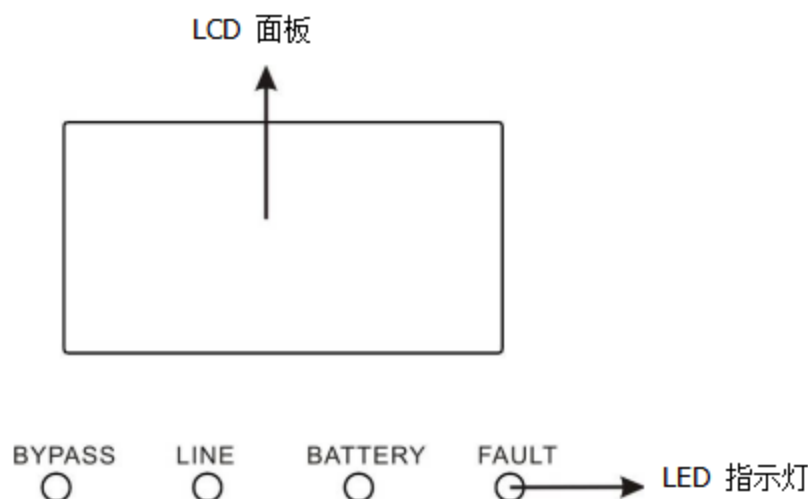 LCD 面板
BYPASS LINE BATTERY FAULT
LED 指示灯